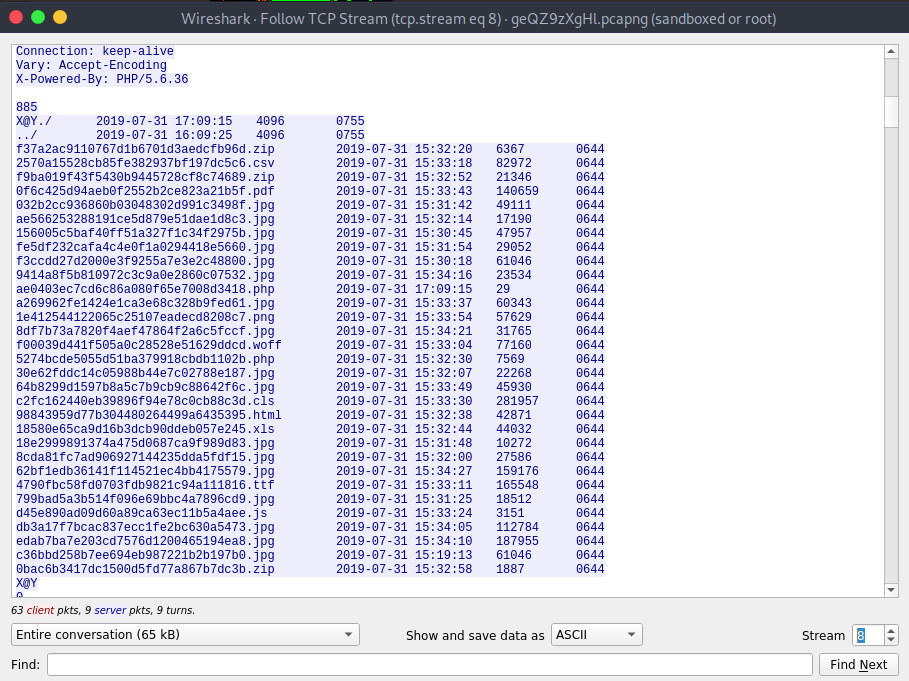 Wireshark · Follow TCP Stream (tcp.stream eq 8) · geQZ9zXgHl.pcapng (sandboxed or root)
Connection: keep-alive
Vary: Accept-Encoding
X-Powered-By: PHP/5.6.36
885
X@Y./ 2019-07-31 17:09:15 4096 0755
../ 2019-07-31 16:09:25 4096 0755
f37a2ac9110767d1b6701d3aedcfb96d.zip 2019-07-31 15:32:20 6367 0644
2570a15528cb85fe382937bf197dc5c6.csv 2019-07-31 15:33:18 82972 0644
f9ba019f43f5430b9445728cf8c74689.zip 2019-07-31 15:32:52 21346 0644
0f6c425d94aeb0f2552b2ce823a21b5f.pdf 2019-07-31 15:33:43 140659 0644
032b2cc936860b03048302d991c3498f.jpg 2019-07-31 15:31:42 49111 0644
ae566253288191ce5d879e51dae1d8c3.jpg 2019-07-31 15:32:14 17190 0644
156005c5baf40ff51a327f1c34f2975b.jpg 2019-07-31 15:30:45 47957 0644
fe5df232cafa4c4e0f1a0294418e5660.jpg 2019-07-31 15:31:54 29052 0644
f3ccdd27d2000e3f9255a7e3e2c48800.jpg 2019-07-31 15:30:18 61046 0644
9414a8f5b810972c3c9a0e2860c07532.jpg 2019-07-31 15:34:16 23534 0644
ae0403ec7cd6c86a080f65e7008d3418.php 2019-07-31 17:09:15 29 0644
a269962fe1424e1ca3e68c328b9fed61.jpg 2019-07-31 15:33:37 60343 0644
1e412544122065c25107eadecd8208c7.png 2019-07-31 15:33:54 57629 0644
8df7b73a7820f4aef47864f2a6c5fccf.jpg 2019-07-31 15:34:21 31765 0644
f00039d441f505a0c28528e51629ddcd.woff 2019-07-31 15:33:04 77160 0644
5274bcde5055d51ba379918cbdb1102b.php 2019-07-31 15:32:30 7569 0644
30e62fddc14c05988b44e7c02788e187.jpg 2019-07-31 15:32:07 22268 0644
64b8299d1597b8a5c7b9cb9c88642f6c.jpg 2019-07-31 15:33:49 45930 0644
c2fc162440eb39896f94e78c0cb88c3d.cls 2019-07-31 15:33:30 281957 0644
98843959d77b304480264499a6435395.html 2019-07-31 15:32:38 42871 0644
18580e65ca9d16b3dcb90ddeb057e245.xls 2019-07-31 15:32:44 44032 0644
18e2999891374a475d0687ca9f989d83.jpg 2019-07-31 15:31:48 10272 0644
8cda81fc7ad906927144235dda5fdf15.jpg 2019-07-31 15:32:00 27586 0644
62bf1edb36141f114521ec4bb4175579.jpg 2019-07-31 15:34:27 159176 0644
4790fbc58fd0703fdb9821c94a111816.ttf 2019-07-31 15:33:11 165548 0644
799bad5a3b514f096e69bbc4a7896cd9.jpg 2019-07-31 15:31:25 18512 0644
d45e890ad09d60a89ca63ec11b5a4aee.js 2019-07-31 15:33:24 3151 0644
db3a17f7bcac837ecc1fe2bc630a5473.jpg 2019-07-31 15:34:05 112784 0644
edab7ba7e203cd7576d1200465194ea8.jpg 2019-07-31 15:34:10 187955 0644
c36bbd258b7ee694eb987221b2b197b0.jpg 2019-07-31 15:19:13 61046 0644
0bac6b3417dc1500d5fd77a867b7dc3b.zip 2019-07-31 15:32:58 1887 0644
X@Y
0
63 client pkts, 9 server pkts, 9 turns.
Entire conversation (65 kB) Show and save data as ASCII Stream 8
Find: Find Next